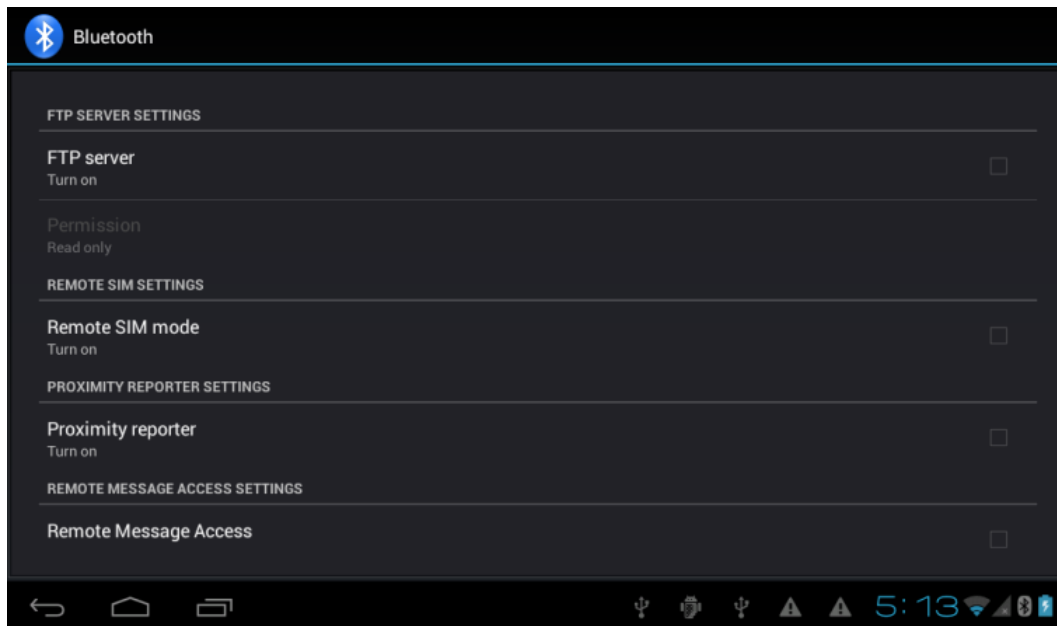 Bluetooth
FTP SERVER SETTINGS
FTP server
Turn on
Permission
Read only
REMOTE SIM SETTINGS
Remote SIM mode
Turn on
PROXIMITY REPORTER SETTINGS
Proximity reporter
Turn on
REMOTE MESSAGE ACCESS SETTINGS
Remote Message Access
5:13